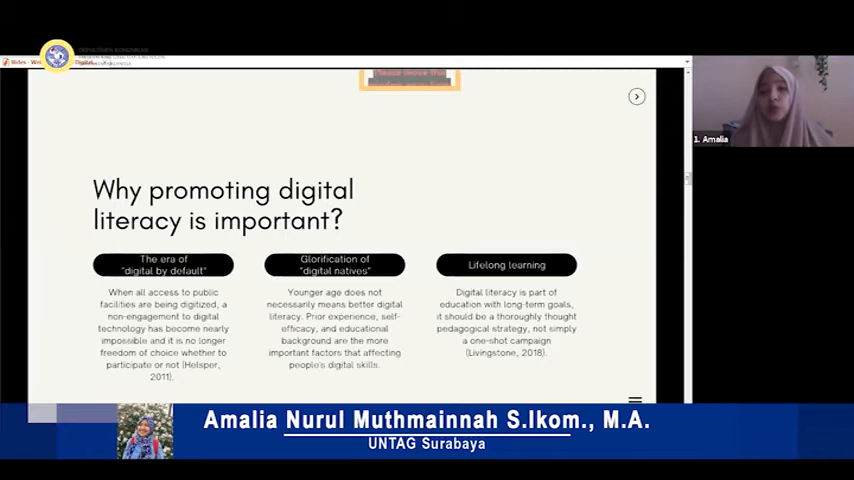 Why promoting digital
literacy is important?
The era of
"digital by default"
When all access to public
facilities are being digitized, a
non-engagement to digital
technology has become nearly
impossible and it is no longer
freedom of choice whether to
participate or not (Helsper,
2011).
Glorification of
"digital natives"
Younger age does not
necessarily means better digital
literacy. Prior experience, self-
efficacy, and educational
background are the more
important factors that affecting
people's digital skills.
Lifelong learning
Digital literacy is part of
education with long term goals,
it should be a thoroughly thought
pedagogical strategy, not simply
a one-shot campaign
(Livingstone, 2018).
1. Amalia
Amalia Nurul Muthmainnah S.Ikom., M.A.
UNTAG Surabaya